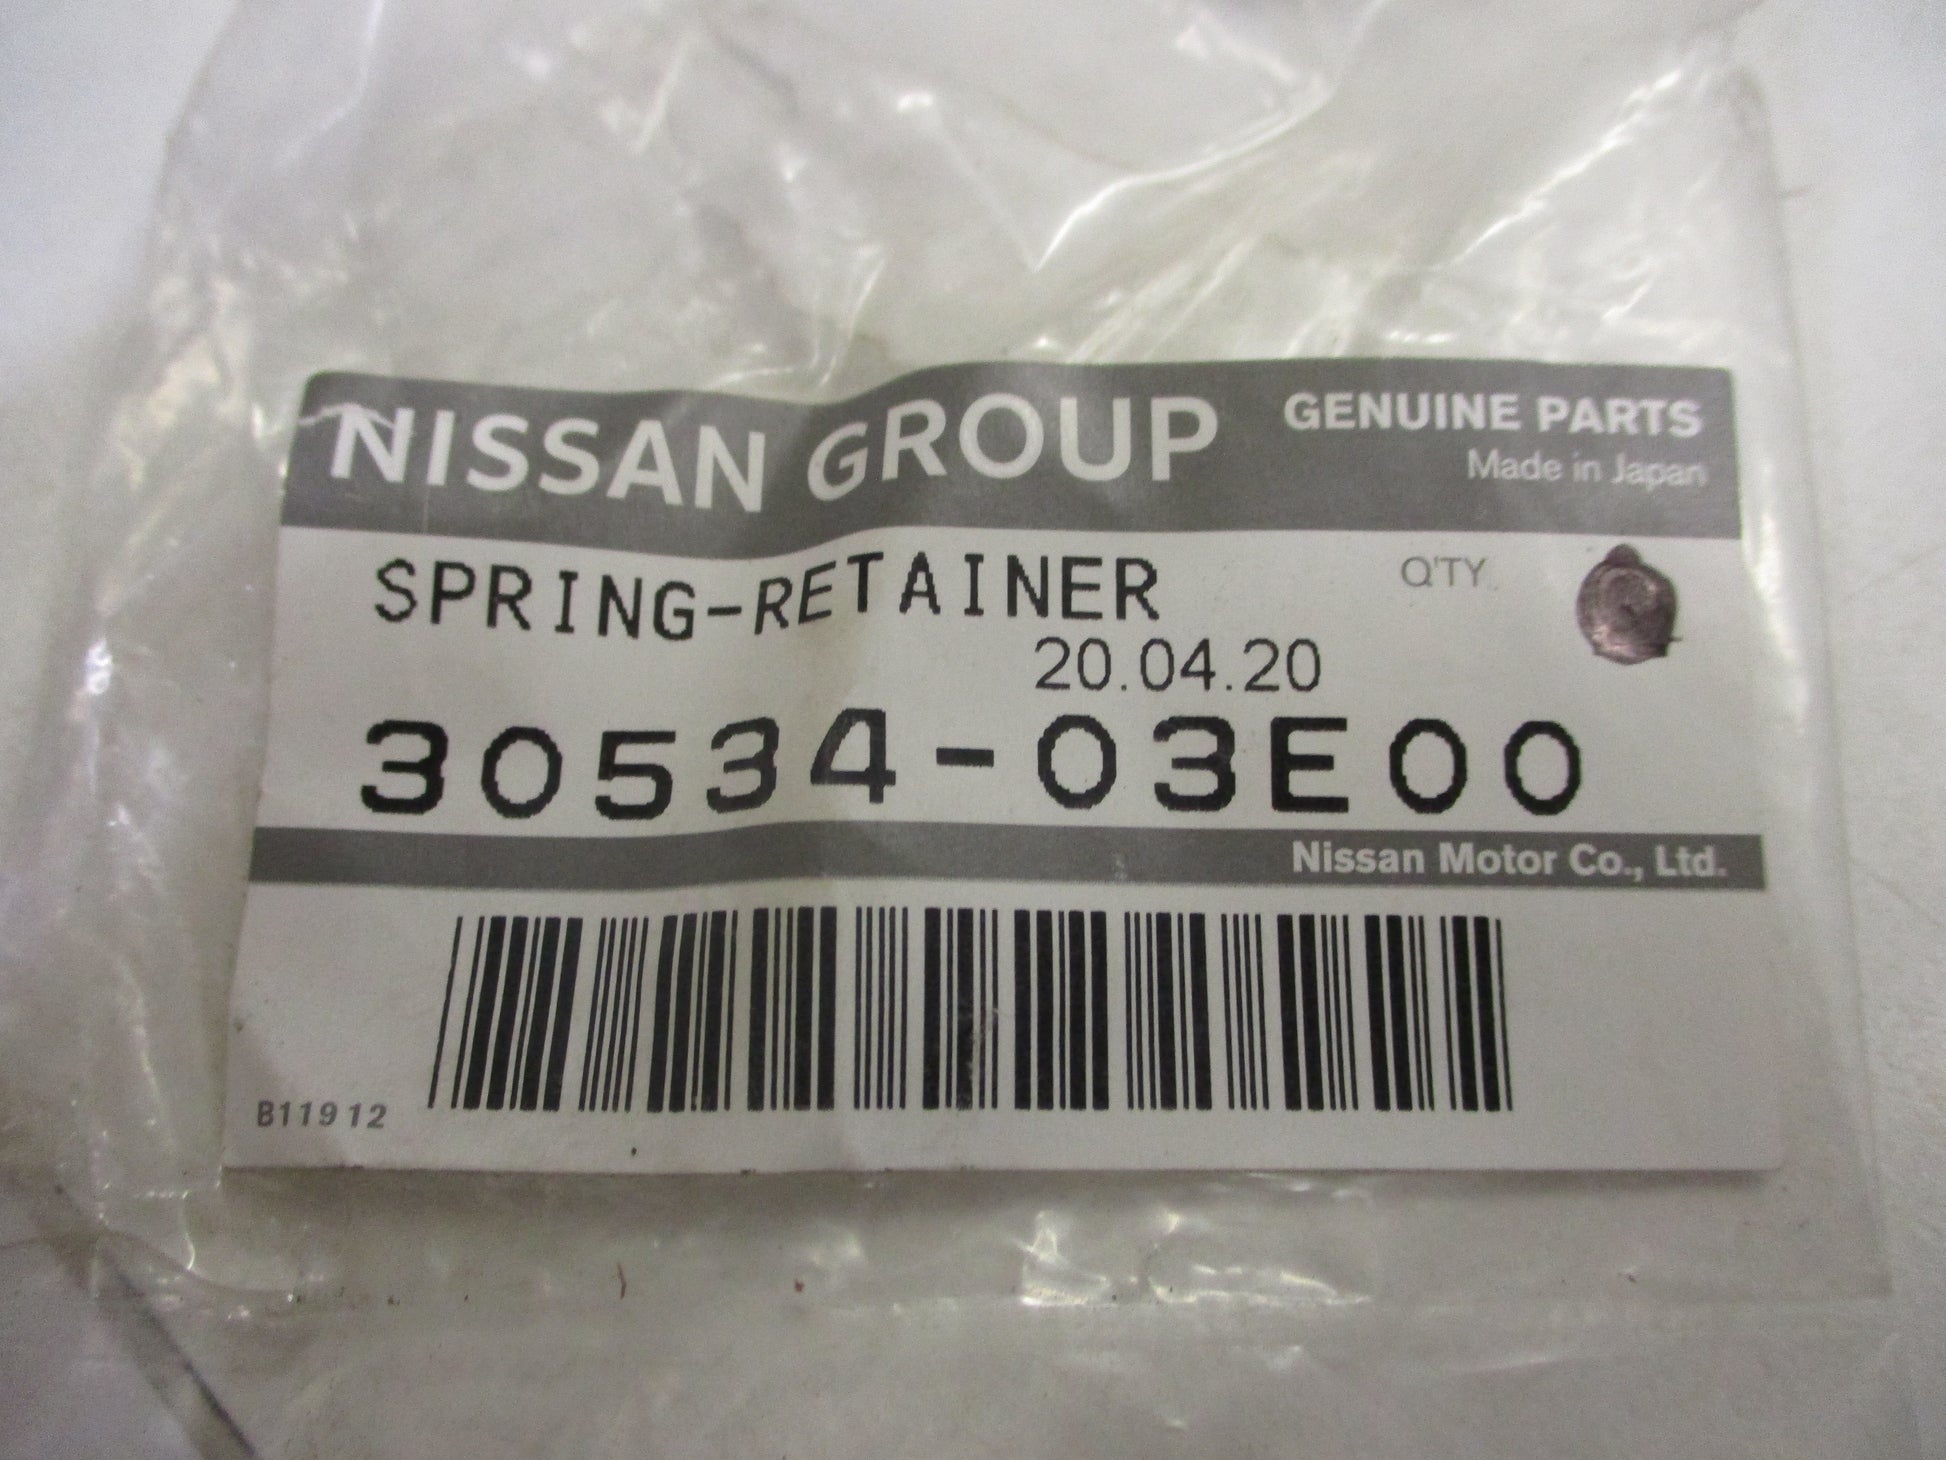 NISSAN GROUP
GENUINE PARTS
Made in Japan
SPRING-RETAINER
Q'TY
20.04.20
30534-03E00
Nissan Motor Co., Ltd.
B11912